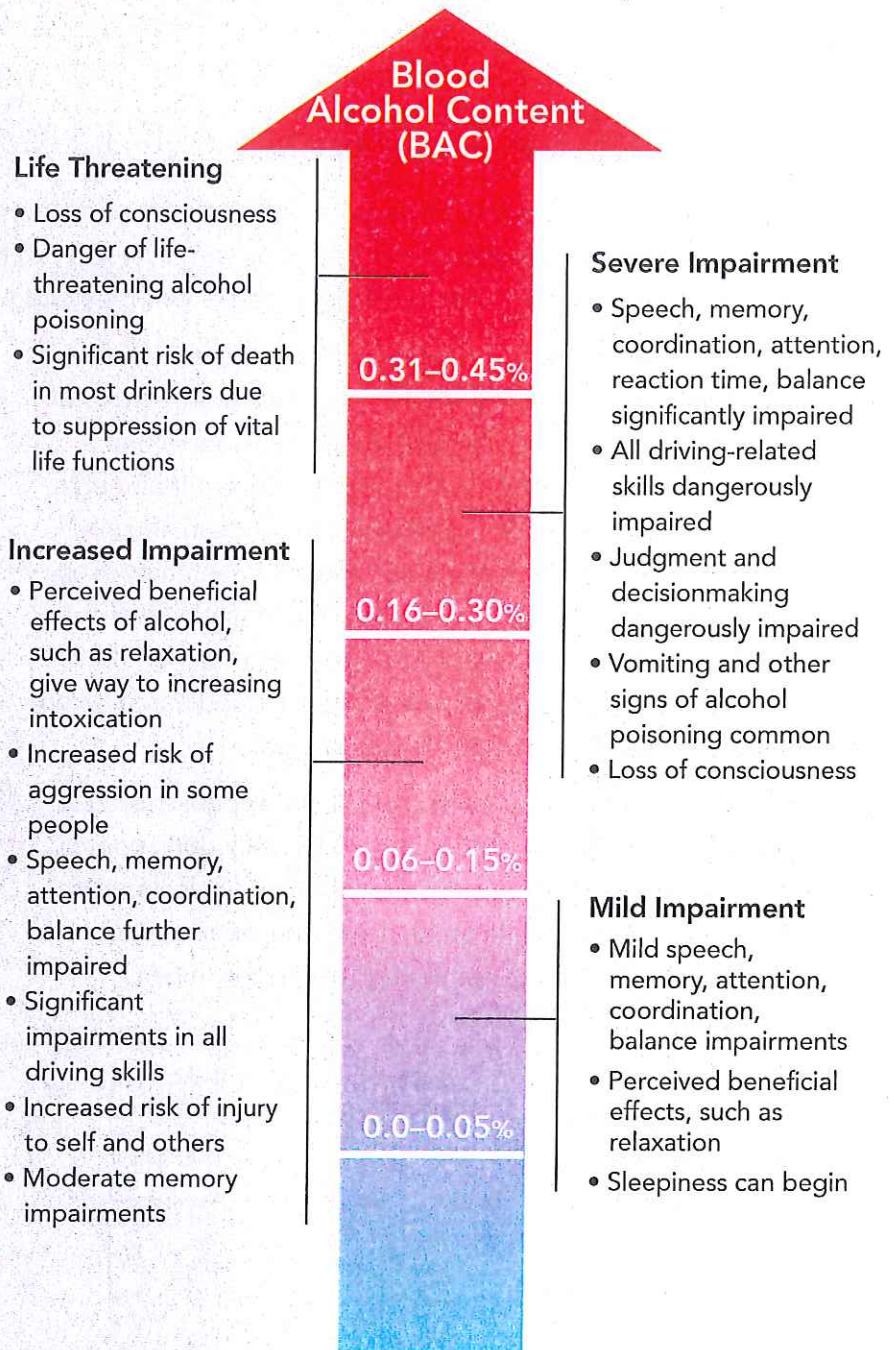 Blood
Alcohol Content
(BAC)
Life Threatening
• Loss of consciousness
• Danger of life-
threatening alcohol
poisoning
• Significant risk of death
in most drinkers due
to suppression of vital
life functions
0.31–0.45%
Severe Impairment
• Speech, memory,
coordination, attention,
reaction time, balance
significantly impaired
• All driving-related
skills dangerously
impaired
• Judgment and
decisionmaking
dangerously impaired
• Vomiting and other
signs of alcohol
poisoning common
• Loss of consciousness
0.16–0.30%
Increased Impairment
• Perceived beneficial
effects of alcohol,
such as relaxation,
give way to increasing
intoxication
• Increased risk of
aggression in some
people
• Speech, memory,
attention, coordination,
balance further
impaired
• Significant
impairments in all
driving skills
• Increased risk of injury
to self and others
• Moderate memory
impairments
0.06–0.15%
Mild Impairment
• Mild speech,
memory, attention,
coordination,
balance impairments
• Perceived beneficial
effects, such as
relaxation
• Sleepiness can begin
0.0–0.05%